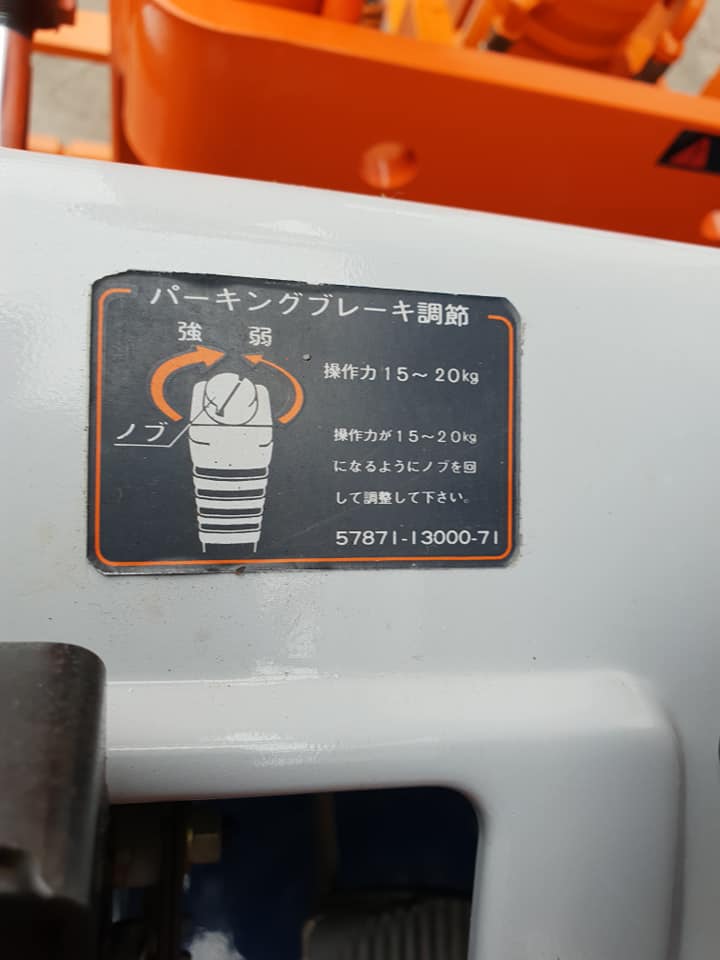 パーキングブレーキ調節
強 弱
操作力15〜20kg
ノブ
操作力が15〜20kg
になるようにノブを回
して調整して下さい。
57871-13000-71